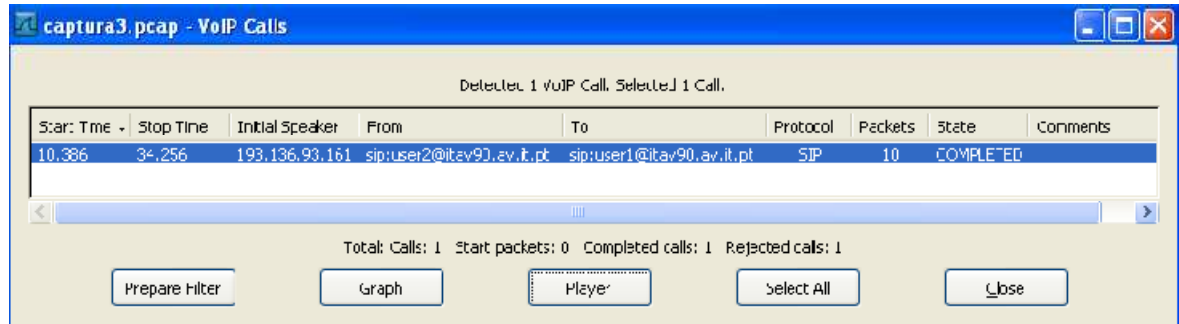 captura3.pcap - VoIP Calls
Detected 1 VoIP Call. Selected 1 Call.
Start Time Stop Time Initial Speaker From To Protocol Packets State Comments
10.386 34.256 193.136.93.161 sip:user2@itav90.av.it.pt sip:user1@itav90.av.it.pt SIP 10 COMPLETED
Total: Calls: 1 Start packets: 0 Completed calls: 1 Rejected calls: 1
Prepare Filter Graph Player Select All Close